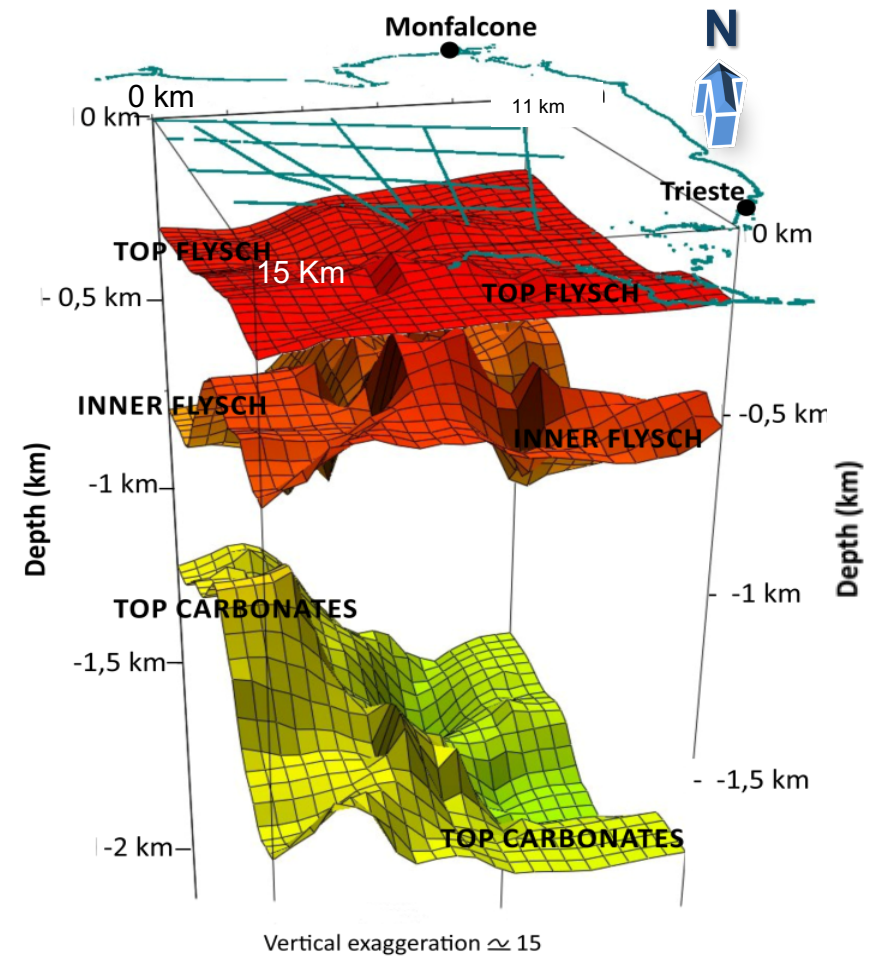 Monfalcone
N
0 km
0 km
11 km
Trieste
0 km
TOP FLYSCH
15 Km
TOP FLYSCH
- 0,5 km
INNER FLYSCH
-0,5 km
INNER FLYSCH
Depth (km)
Depth (km)
-1 km
-1 km
TOP CARBONATES
-1,5 km
- -1,5 km
TOP CARBONATES
-2 km
Vertical exaggeration ≃ 15